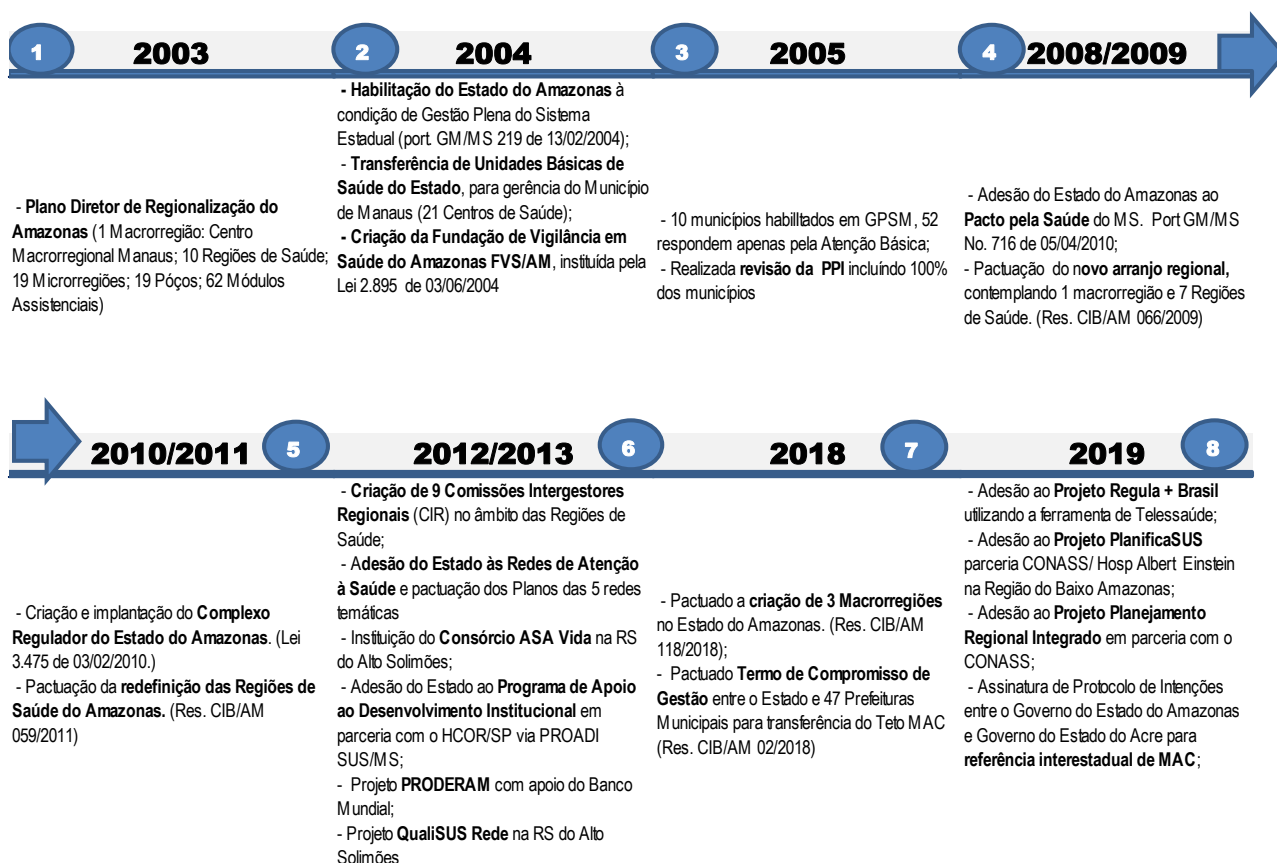 1
2003
- Plano Diretor de Regionalização do
Amazonas (1 Macrorregião: Centro
Macrorregional Manaus; 10 Regiões de Saúde;
19 Microrregiões; 19 Póços; 62 Módulos
Assistenciais)
2
2004
- Habilitação do Estado do Amazonas à
condição de Gestão Plena do Sistema
Estadual (port. GM/MS 219 de 13/02/2004);
- Transferência de Unidades Básicas de
Saúde do Estado, para gerência do Município
de Manaus (21 Centros de Saúde);
- Criação da Fundação de Vigilância em
Saúde do Amazonas FVS/AM, instituída pela
Lei 2.895 de 03/06/2004
3
2005
- 10 municípios habilltados em GPSM, 52
respondem apenas pela Atenção Básica;
- Realizada revisão da PPI incluíndo 100%
dos municípios
4
2008/2009
- Adesão do Estado do Amazonas ao
Pacto pela Saúde do MS. Port GM/MS
No. 716 de 05/04/2010;
- Pactuação do novo arranjo regional,
contemplando 1 macrorregião e 7 Regiões
de Saúde. (Res. CIB/AM 066/2009)
2010/2011
5
- Criação e implantação do Complexo
Regulador do Estado do Amazonas. (Lei
3.475 de 03/02/2010.)
- Pactuação da redefinição das Regiões de
Saúde do Amazonas. (Res. CIB/AM
059/2011)
2012/2013
6
- Criação de 9 Comissões Intergestores
Regionais (CIR) no âmbito das Regiões de
Saúde;
- Adesão do Estado às Redes de Atenção
à Saúde e pactuação dos Planos das 5 redes
temáticas
- Instituição do Consórcio ASA Vida na RS
do Alto Solimões;
- Adesão do Estado ao Programa de Apoio
ao Desenvolvimento Institucional em
parceria com o HCOR/SP via PROADI
SUS/MS;
- Projeto PRODERAM com apoio do Banco
Mundial;
- Projeto QualiSUS Rede na RS do Alto
Solimões
2018
7
- Pactuado a criação de 3 Macrorregiões
no Estado do Amazonas. (Res. CIB/AM
118/2018);
- Pactuado Termo de Compromisso de
Gestão entre o Estado e 47 Prefeituras
Municipais para transferência do Teto MAC
(Res. CIB/AM 02/2018)
2019
8
- Adesão ao Projeto Regula + Brasil
utilizando a ferramenta de Telessaúde;
- Adesão ao Projeto PlanificaSUS
parceria CONASS/ Hosp Albert Einstein
na Região do Baixo Amazonas;
- Adesão ao Projeto Planejamento
Regional Integrado em parceria com o
CONASS;
- Assinatura de Protocolo de Intenções
entre o Governo do Estado do Amazonas
e Governo do Estado do Acre para
referência interestadual de MAC;